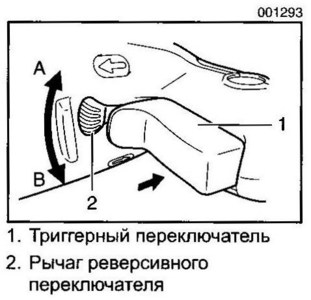 001293
A
B
1
2
1. Триггерный переключатель
2. Рычаг реверсивного
переключателя